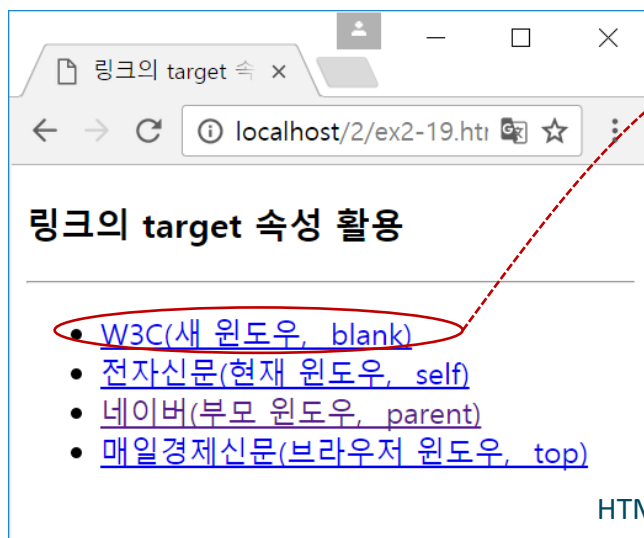 링크의 target 속
localhost/2/ex2-19.htm
링크의 target 속성 활용
W3C(새 윈도우, _blank)
전자신문(현재 윈도우, _self)
네이버(부모 윈도우, _parent)
매일경제신문(브라우저 윈도우, _top)
HTM